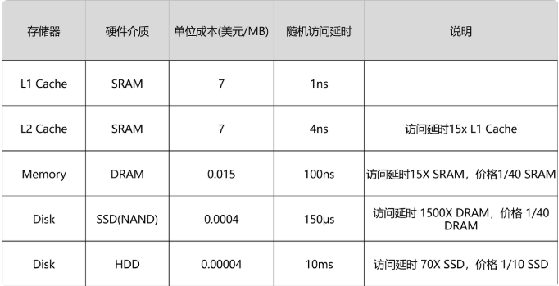 存储器 硬件介质 单位成本(美元/MB) 随机访问延时 说明
L1 Cache SRAM 7 1ns
L2 Cache SRAM 7 4ns 访问延时15x L1 Cache
Memory DRAM 0.015 100ns 访问延时15X SRAM，价格1/40 SRAM
Disk SSD(NAND) 0.0004 150μs 访问延时 1500X DRAM，价格 1/40
DRAM
Disk HDD 0.00004 10ms 访问延时 70X SSD，价格 1/10 SSD